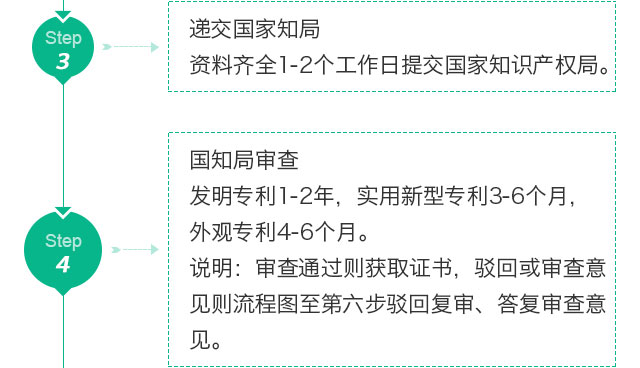 Step
3
递交国家知局
资料齐全1-2个工作日提交国家知识产权局。
Step
4
国知局审查
发明专利1-2年，实用新型专利3-6个月，
外观专利4-6个月。
说明：审查通过则获取证书，驳回或审查意
见则流程图至第六步驳回复审、答复审查意
见。